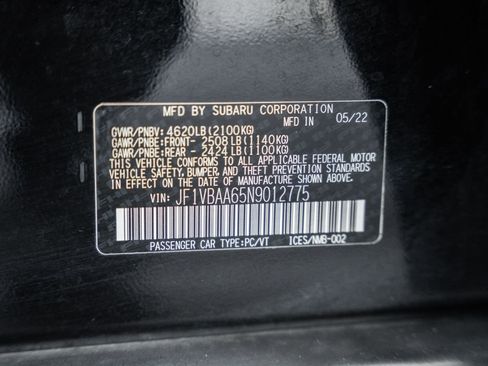 MFD BY SUBARU CORPORATION
MFD IN 05/22
GVWR/PNBV: 4620LB(2100KG)
GAWR/PNBE:FRONT- 2508LB(1140KG)
GAWR/PNBE:REAR - 2424LB(1100KG)
THIS VEHICLE CONFORMS TO ALL APPLICABLE FEDERAL MOTOR
VEHICLE SAFETY, BUMPER, AND THEFT PREVENTION STANDARDS
IN EFFECT ON THE DATE OF MANUFACTURE SHOWN ABOVE.
VIN: JF1VBAA65N9012775
PASSENGER CAR TYPE:PC/VT ICES/NMB-002